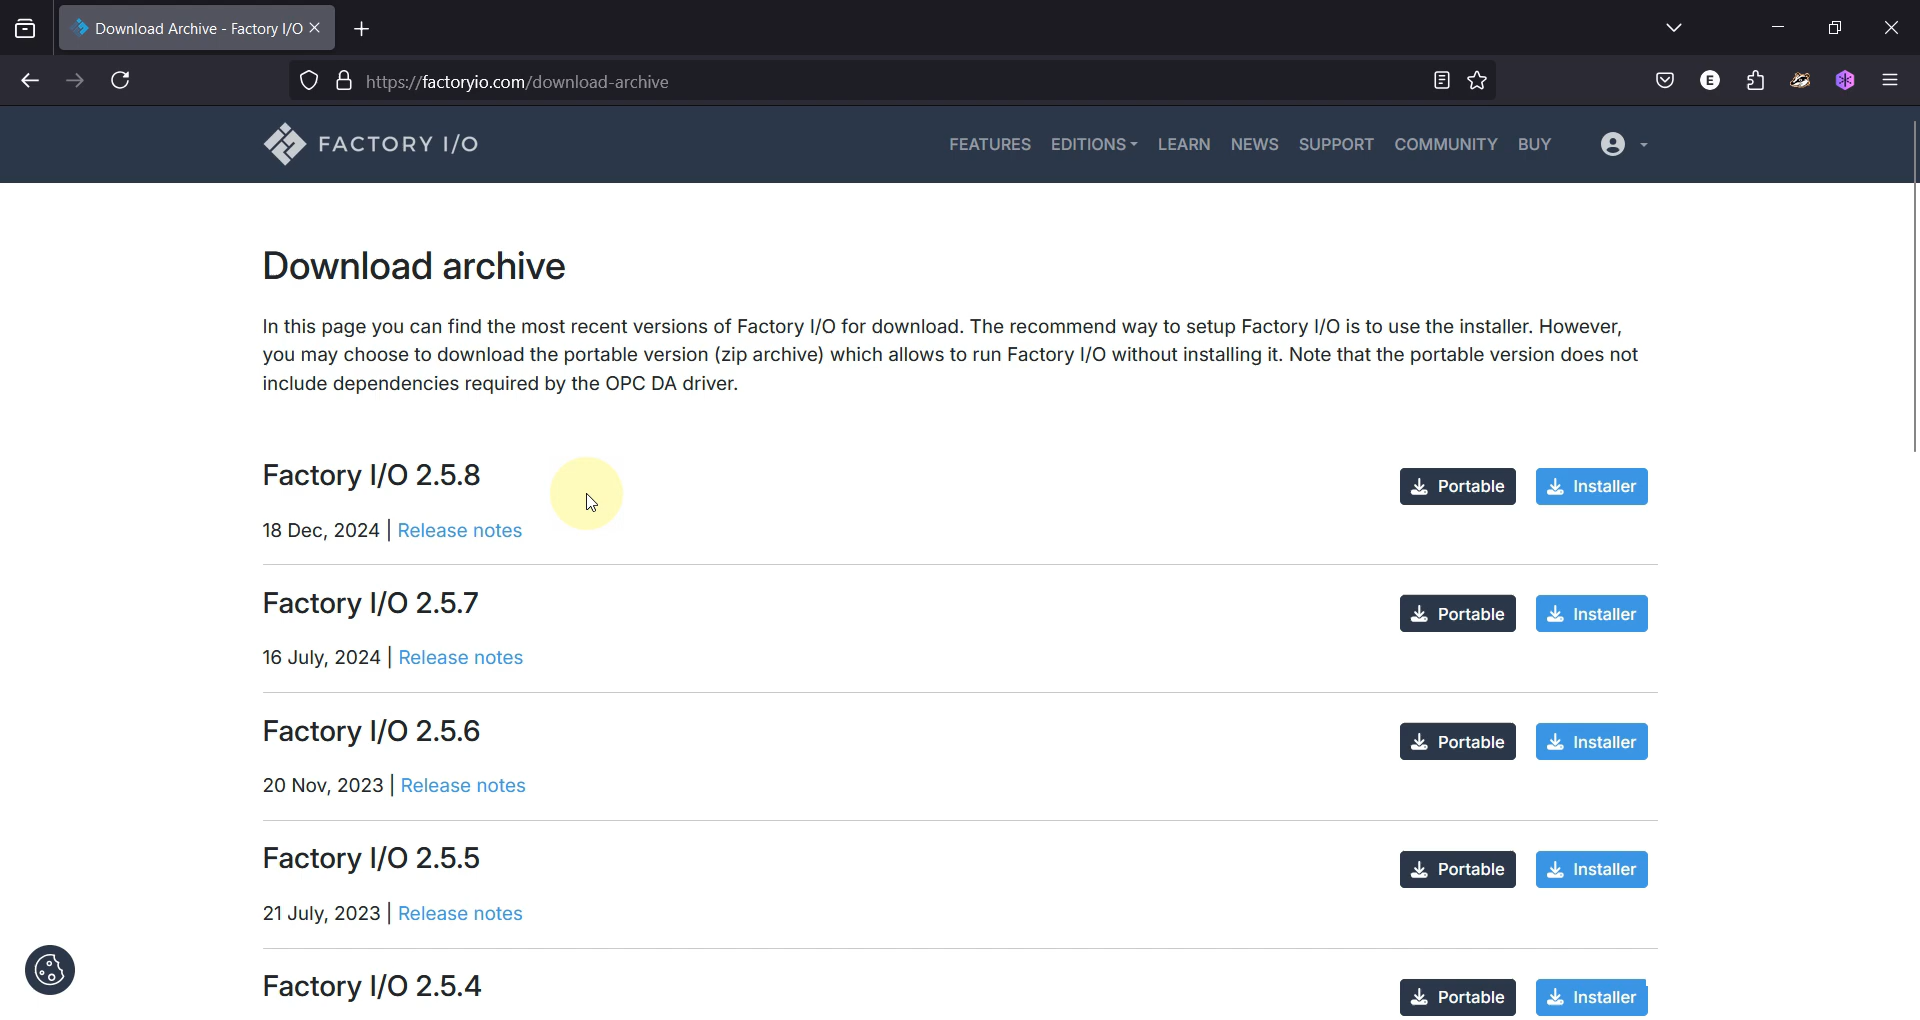 Download Archive - Factory I/O
https://factoryio.com/download-archive
E
FACTORY I/O
FEATURES EDITIONS LEARN NEWS SUPPORT COMMUNITY BUY
Download archive
In this page you can find the most recent versions of Factory I/O for download. The recommend way to setup Factory I/O is to use the installer. However,
you may choose to download the portable version (zip archive) which allows to run Factory I/O without installing it. Note that the portable version does not
include dependencies required by the OPC DA driver.
Factory I/O 2.5.8
Portable Installer
18 Dec, 2024 | Release notes
Factory I/O 2.5.7
Portable Installer
16 July, 2024 | Release notes
Factory I/O 2.5.6
Portable Installer
20 Nov, 2023 | Release notes
Factory I/O 2.5.5
Portable Installer
21 July, 2023 | Release notes
Factory I/O 2.5.4
Portable Installer